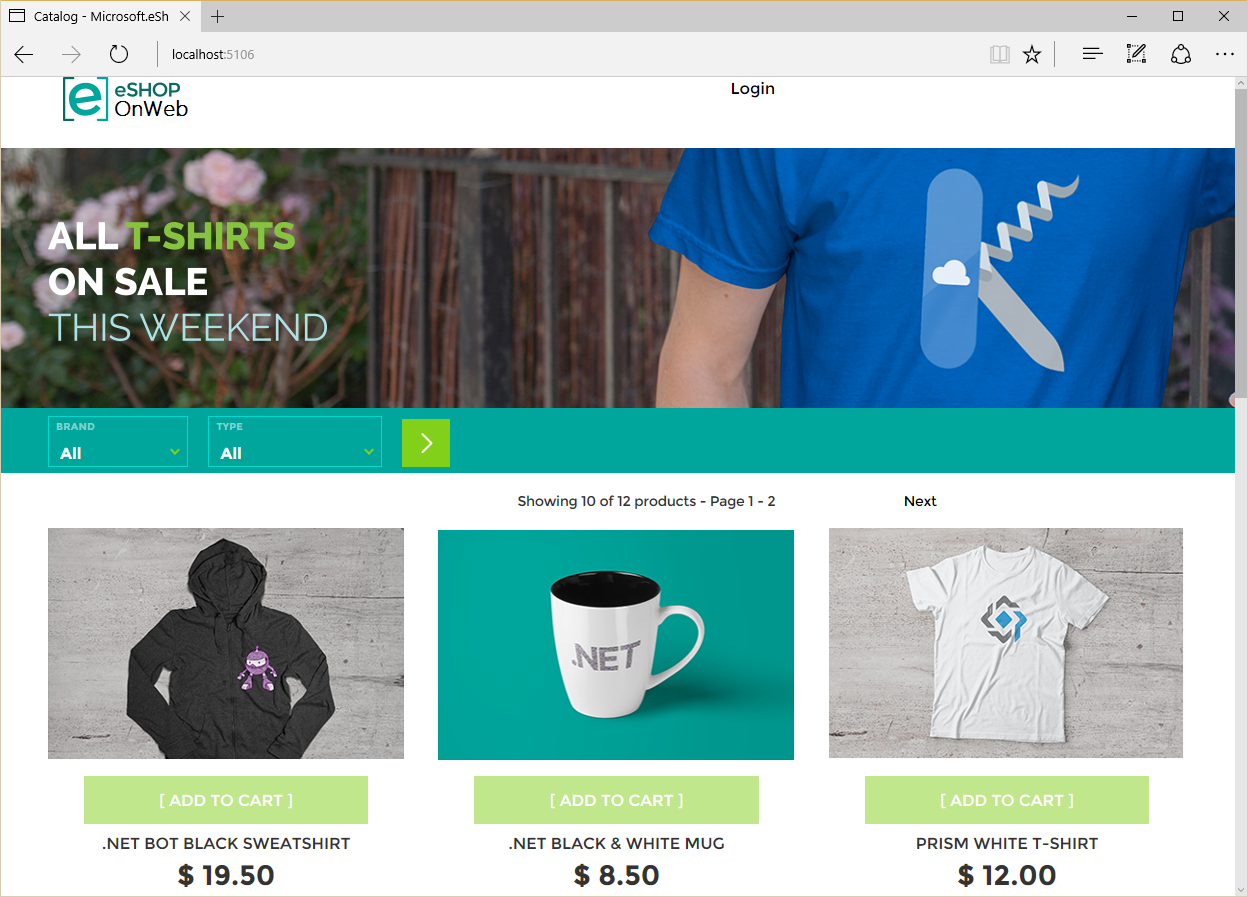 Catalog - Microsoft.eSh
localhost:5106
eSHOP
OnWeb
Login
ALL T-SHIRTS
ON SALE
THIS WEEKEND
BRAND
All
TYPE
All
Showing 10 of 12 products - Page 1 - 2
Next
.NET
[ ADD TO CART ]
[ ADD TO CART ]
[ ADD TO CART ]
.NET BOT BLACK SWEATSHIRT
.NET BLACK & WHITE MUG
PRISM WHITE T-SHIRT
$ 19.50
$ 8.50
$ 12.00